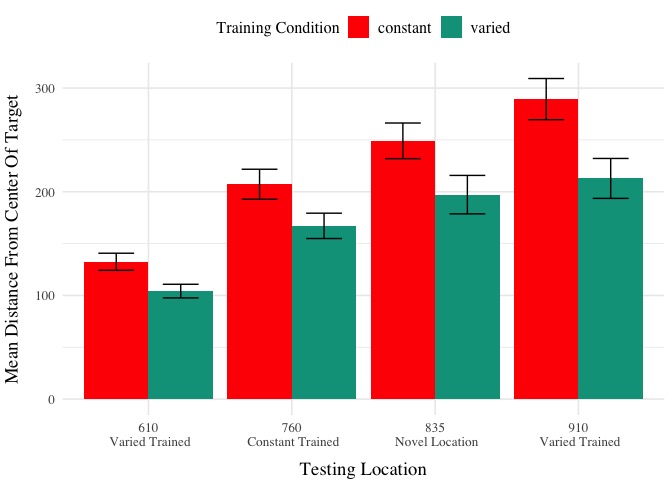 Training Condition constant varied
Mean Distance From Center Of Target
300
200
100
0
610 760 835 910
Varied Trained Constant Trained Novel Location Varied Trained
Testing Location